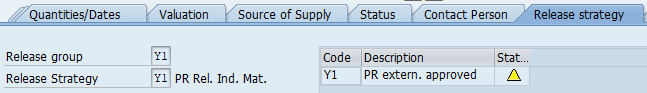 Quantities/Dates Valuation Source of Supply Status Contact Person Release strategy
Release group Y1
Release Strategy Y1 PR Rel. Ind. Mat.
Code Description Stat...
Y1 PR extern. approved